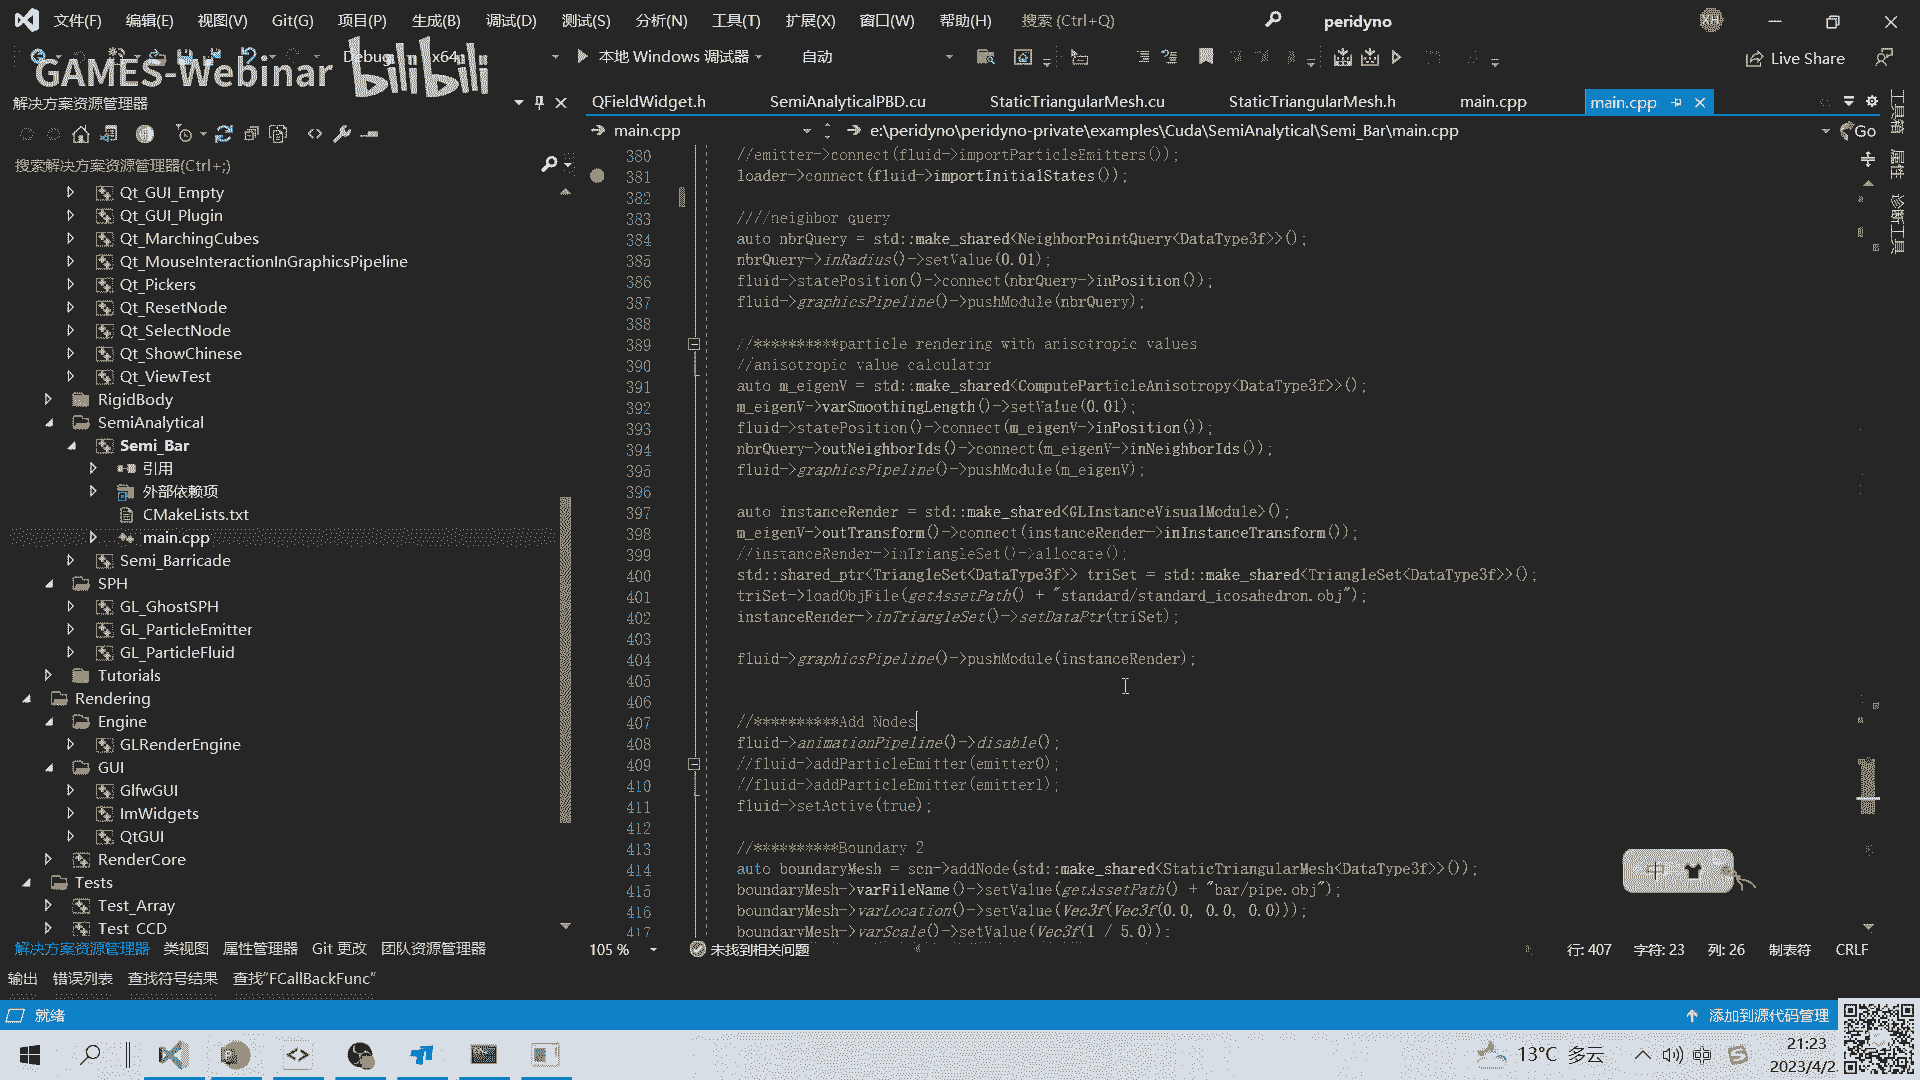 文件(F) 编辑(E) 视图(V) Git(G) 项目(P) 生成(B) 调试(D) 测试(S) 分析(N) 工具(T) 扩展(X) 窗口(W) 帮助(H) 搜索 (Ctrl+Q) peridyno XH
Debug x64 本地 Windows 调试器 自动 Live Share
GAMES-Webinar bilibili
解决方案资源管理器
QFieldWidget.h SemiAnalyticalPBD.cu StaticTriangularMesh.cu StaticTriangularMesh.h main.cpp main.cpp
main.cpp e:\peridyno\peridyno-private\examples\Cuda\SemiAnalytical\Semi_Bar\main.cpp Go
工具箱
属性
诊断工具
搜索解决方案资源管理器(Ctrl+;)
Qt_GUI_Empty
Qt_GUI_Plugin
Qt_MarchingCubes
Qt_MouseInteractionInGraphicsPipeline
Qt_Pickers
Qt_ResetNode
Qt_SelectNode
Qt_ShowChinese
Qt_ViewTest
RigidBody
SemiAnalytical
Semi_Bar
引用
外部依赖项
CMakeLists.txt
main.cpp
Semi_Barricade
SPH
GL_GhostSPH
GL_ParticleEmitter
GL_ParticleFluid
Tutorials
Rendering
Engine
GLRenderEngine
GUI
GlfwGUI
ImWidgets
QtGUI
RenderCore
Tests
Test_Array
Test_CCD
解决方案资源管理器 类视图 属性管理器 Git 更改 团队资源管理器
380 //emitter->connect(fluid->importParticleEmitters());
381 loader->connect(fluid->importInitialStates());
382
383 ////neighbor query
384 auto nbrQuery = std::make_shared<NeighborPointQuery<DataType3f>>();
385 nbrQuery->inRadius()->setValue(0.01);
386 fluid->statePosition()->connect(nbrQuery->inPosition());
387 fluid->graphicsPipeline()->pushModule(nbrQuery);
388
389 //**********particle rendering with anisotropic values
390 //anisotropic value calculator
391 auto m_eigenV = std::make_shared<ComputeParticleAnisotropy<DataType3f>>();
392 m_eigenV->varSmoothingLength()->setValue(0.01);
393 fluid->statePosition()->connect(m_eigenV->inPosition());
394 nbrQuery->outNeighborIds()->connect(m_eigenV->inNeighborIds());
395 fluid->graphicsPipeline()->pushModule(m_eigenV);
396
397 auto instanceRender = std::make_shared<GLInstanceVisualModule>();
398 m_eigenV->outTransform()->connect(instanceRender->inInstanceTransform());
399 //instanceRender->inTriangleSet()->allocate();
400 std::shared_ptr<TriangleSet<DataType3f>> triSet = std::make_shared<TriangleSet<DataType3f>>();
401 triSet->loadObjFile(getAssetPath() + "standard/standard_icosahedron.obj");
402 instanceRender->inTriangleSet()->setDataPtr(triSet);
403
404 fluid->graphicsPipeline()->pushModule(instanceRender);
405
406
407 //**********Add Nodes
408 fluid->animationPipeline()->disable();
409 //fluid->addParticleEmitter(emitter0);
410 //fluid->addParticleEmitter(emitter1);
411 fluid->setActive(true);
412
413 //**********Boundary 2
414 auto boundaryMesh = scn->addNode(std::make_shared<StaticTriangularMesh<DataType3f>>());
415 boundaryMesh->varFileName()->setValue(getAssetPath() + "bar/pipe.obj");
416 boundaryMesh->varLocation()->setValue(Vec3f(Vec3f(0.0, 0.0, 0.0)));
417 boundaryMesh->varScale()->setValue(Vec3f(1 / 5.0));
中
105 % 未找到相关问题 行: 407 字符: 23 列: 26 制表符 CRLF
输出 错误列表 查找符号结果 查找"FCallBackFunc"
就绪 添加到源代码管理
13°C 多云 中 21:23
2023/4/2